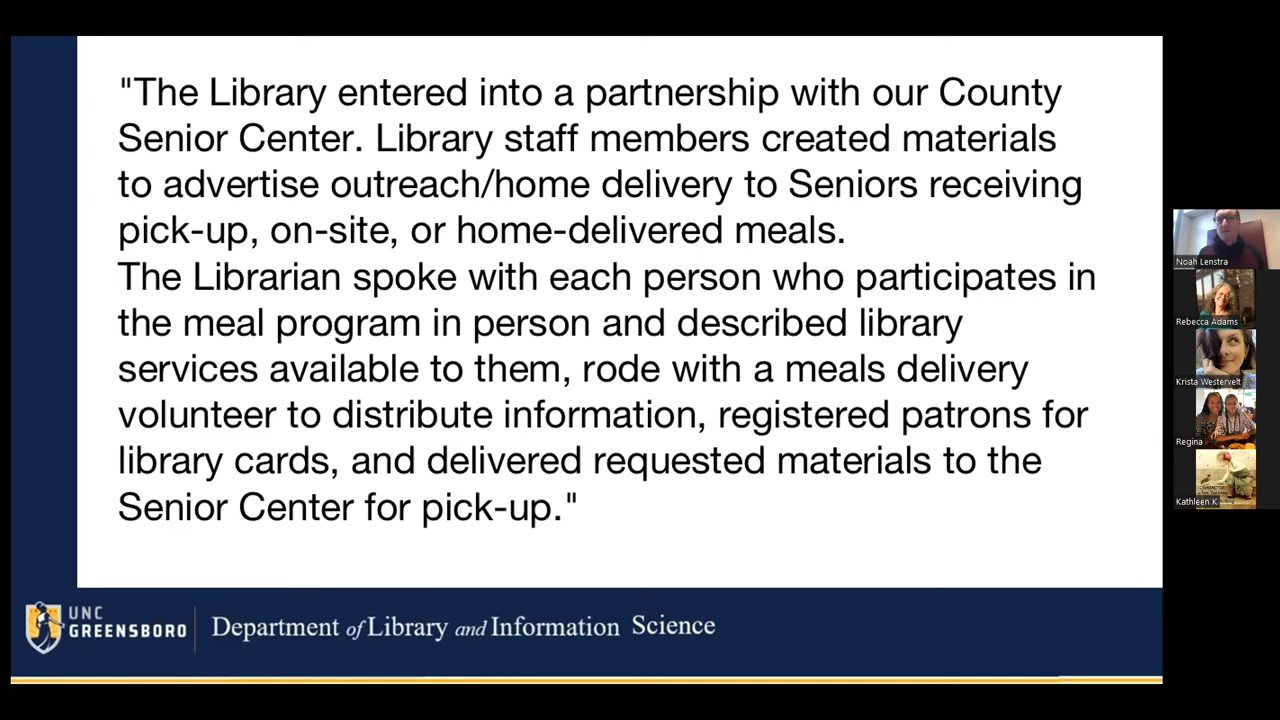 "The Library entered into a partnership with our County
Senior Center. Library staff members created materials
to advertise outreach/home delivery to Seniors receiving
pick-up, on-site, or home-delivered meals.
The Librarian spoke with each person who participates in
the meal program in person and described library
services available to them, rode with a meals delivery
volunteer to distribute information, registered patrons for
library cards, and delivered requested materials to the
Senior Center for pick-up."
Noah Lenstra
Rebecca Adams
Krista Westervelt
Regina
Kathleen K
UNC
GREENSBORO
Department of Library and Information Science